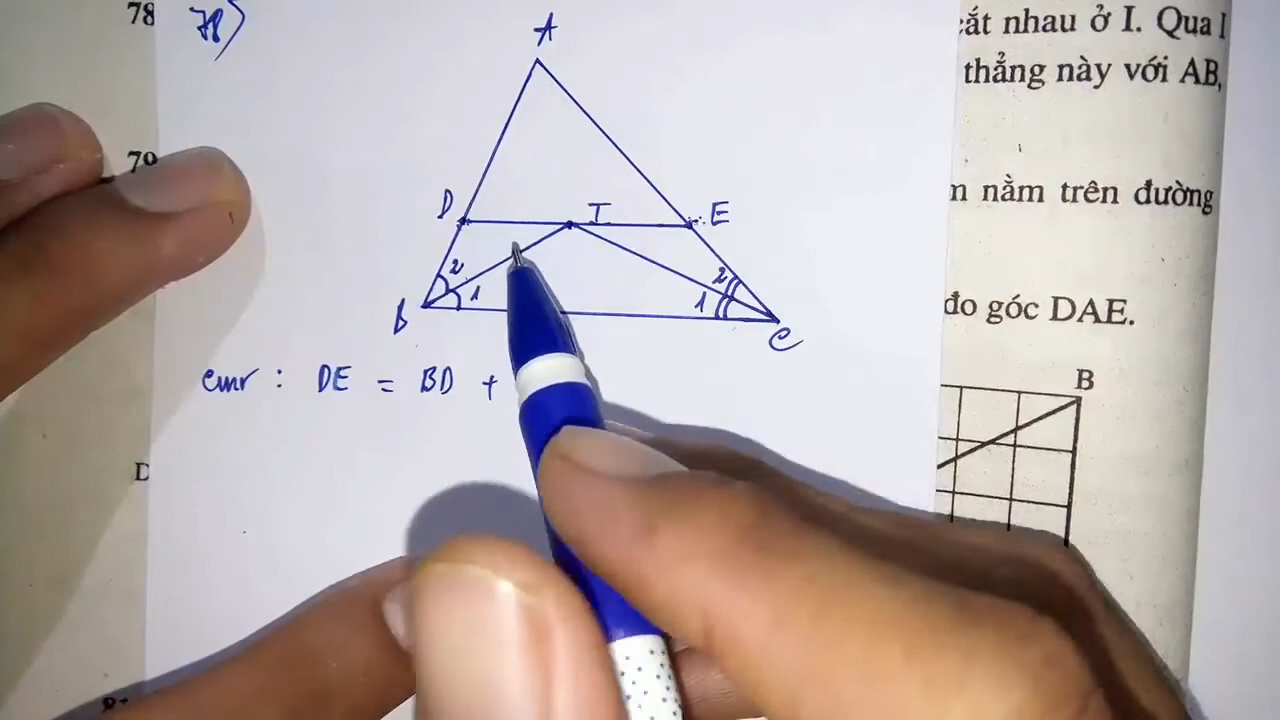 78
78)
A
cắt nhau ở I. Qua I
thẳng này với AB,
79
D I E
nằm trên đường
2
1
2
1
B
C
đo góc DAE.
cmr : DE = BD +
B
D